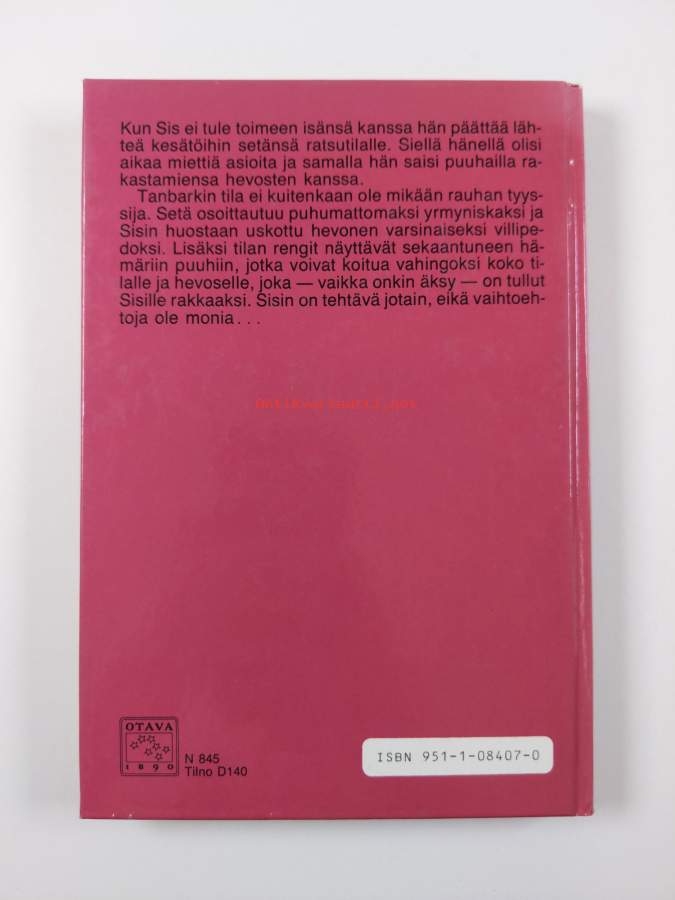 Kun Sis ei tule toimeen isänsä kanssa hän päättää läh-
teä kesätöihin setänsä ratsutilalle. Siellä hänellä olisi
aikaa miettiä asioita ja samalla hän saisi puuhailla ra-
kastamiensa hevosten kanssa.
Tanbarkin tila ei kuitenkaan ole mikään rauhan tyys-
sija. Setä osoittautuu puhumattomaksi yrmyniskaksi ja
Sisin huostaan uskottu hevonen varsinaiseksi villipe-
doksi. Lisäksi tilan rengit näyttävät sekaantuneen hä-
märiin puuhiin, jotka voivat koitua vahingoksi koko ti-
lalle ja hevoselle, joka — vaikka onkin äksy — on tullut
Sisille rakkaaksi. Sisin on tehtävä jotain, eikä vaihtoeh-
toja ole monia...
OTAVA
1890
N 845
Tilno D140
ISBN 951-1-08407-0